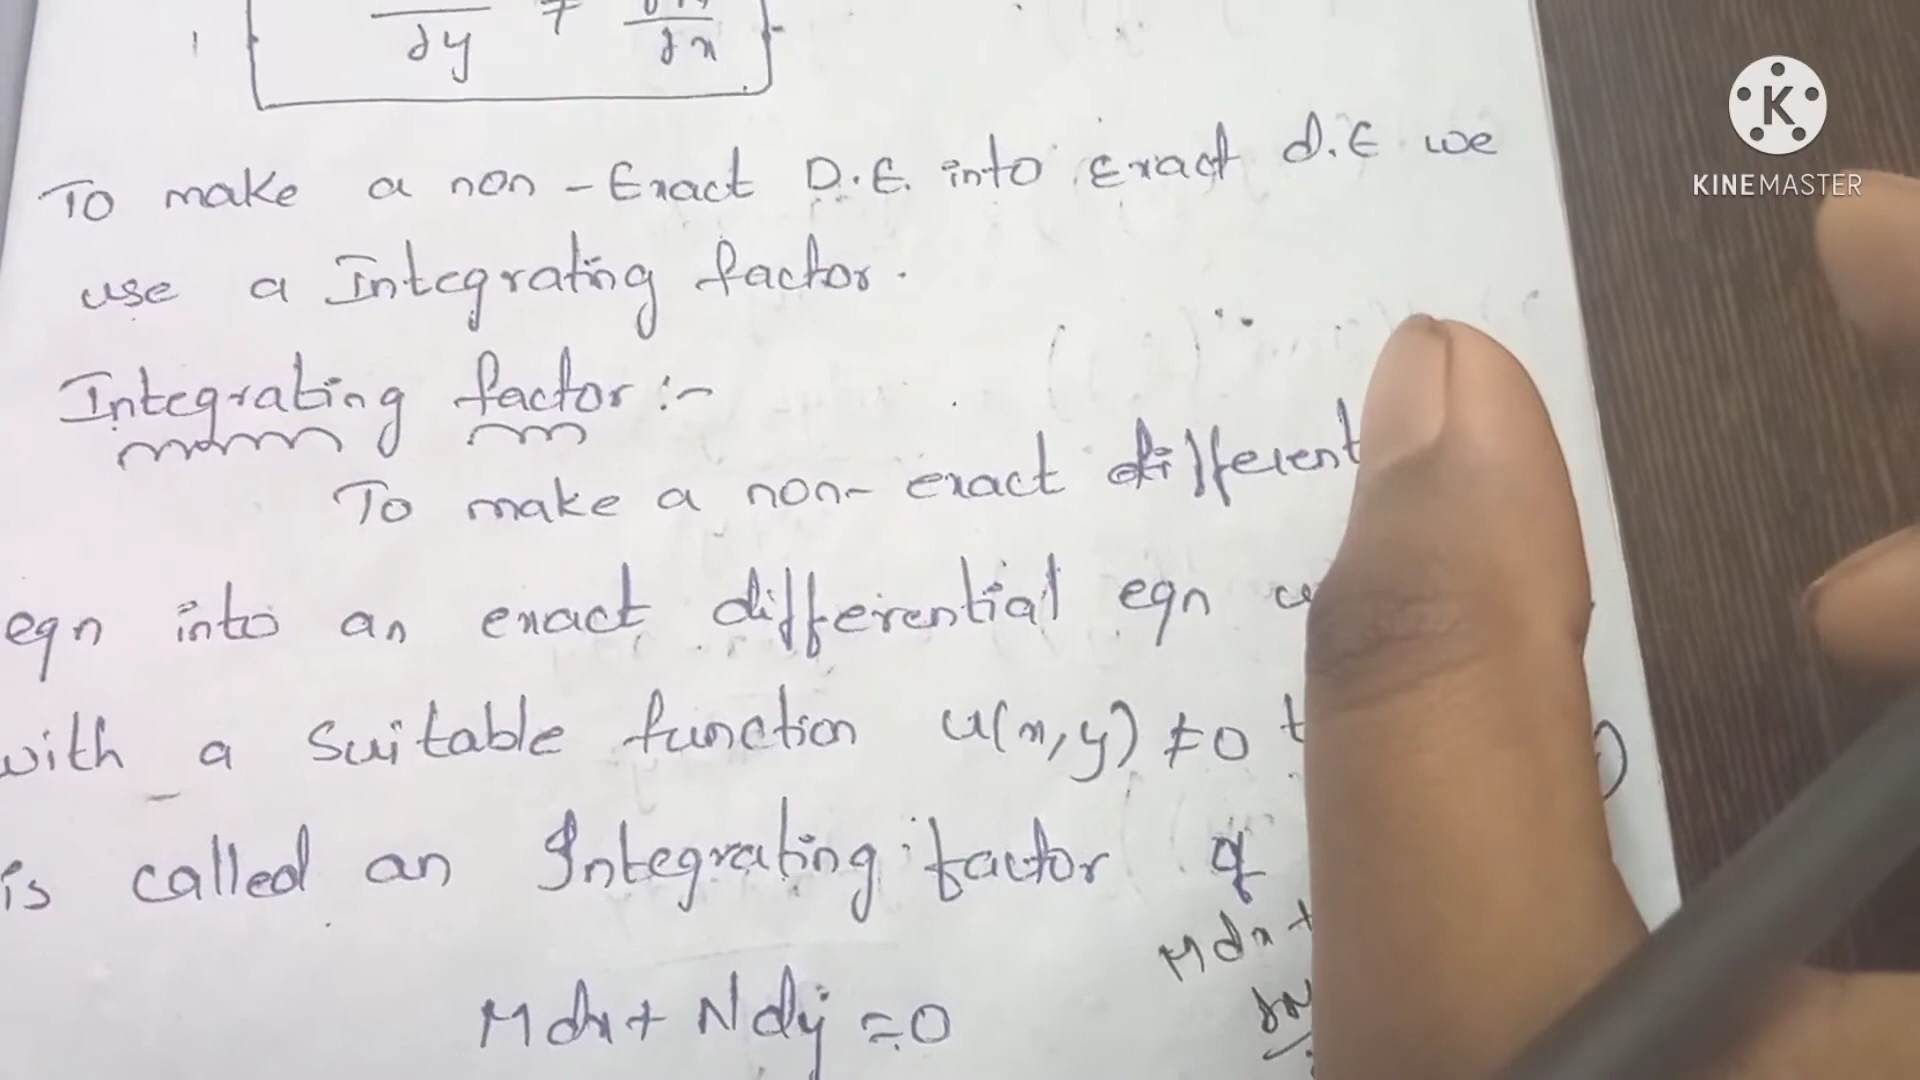 ∂y ≠ ∂x
To make a non-Exact D.E. into Exact d.E we
use a Integrating factor.
Integrating factor :-
To make a non- exact different
eqn into an exact differential eqn
with a suitable function u(x,y) ≠ 0
is called an Integrating factor of
Mdx +
Mdx + Ndy = 0
KINEMASTER